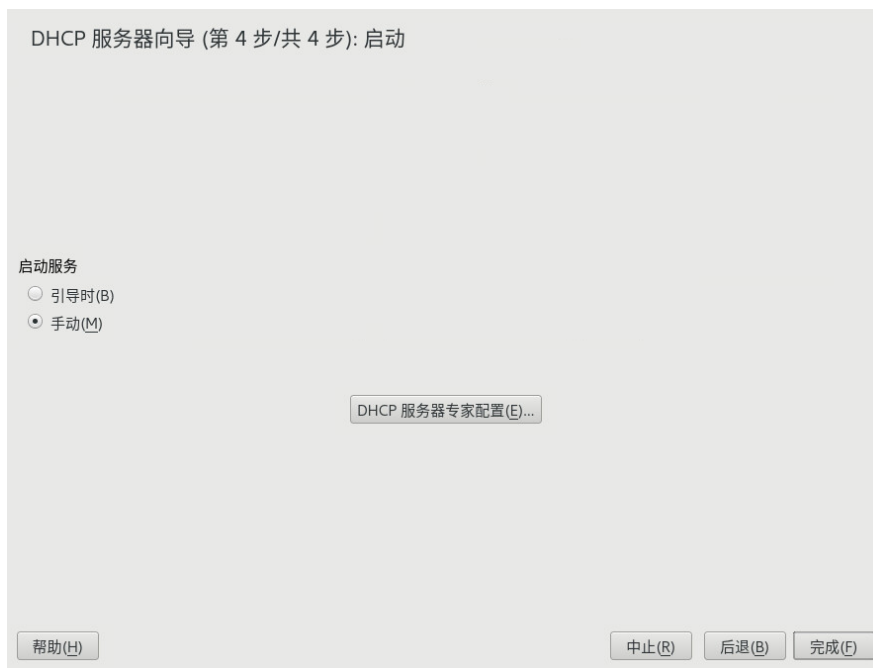 DHCP 服务器向导 (第 4 步/共 4 步): 启动
启动服务
引导时(B)
手动(M)
DHCP 服务器专家配置(E)...
帮助(H)
中止(R)
后退(B)
完成(F)